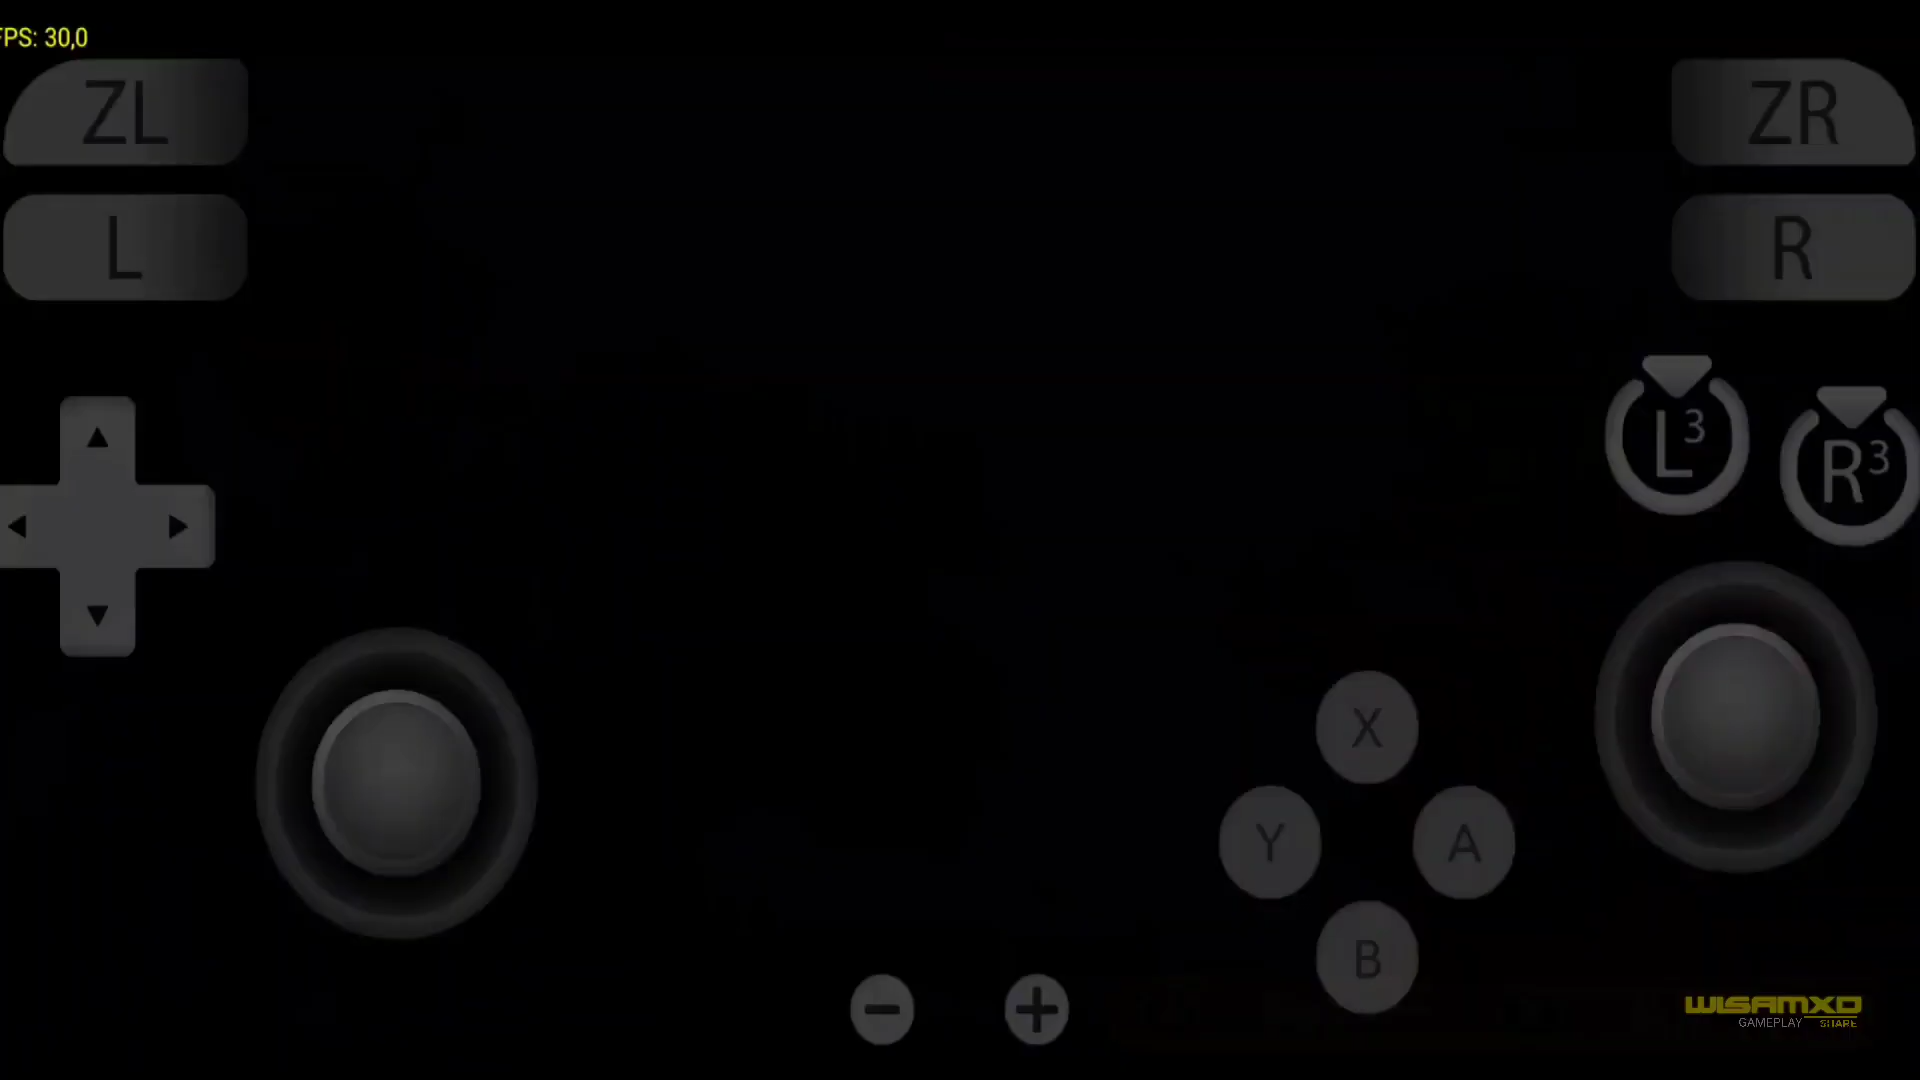 FPS: 30,0
ZL
ZR
L
R
L3
R3
X
Y
A
B
WISAMXD
GAMEPLAY SHARE